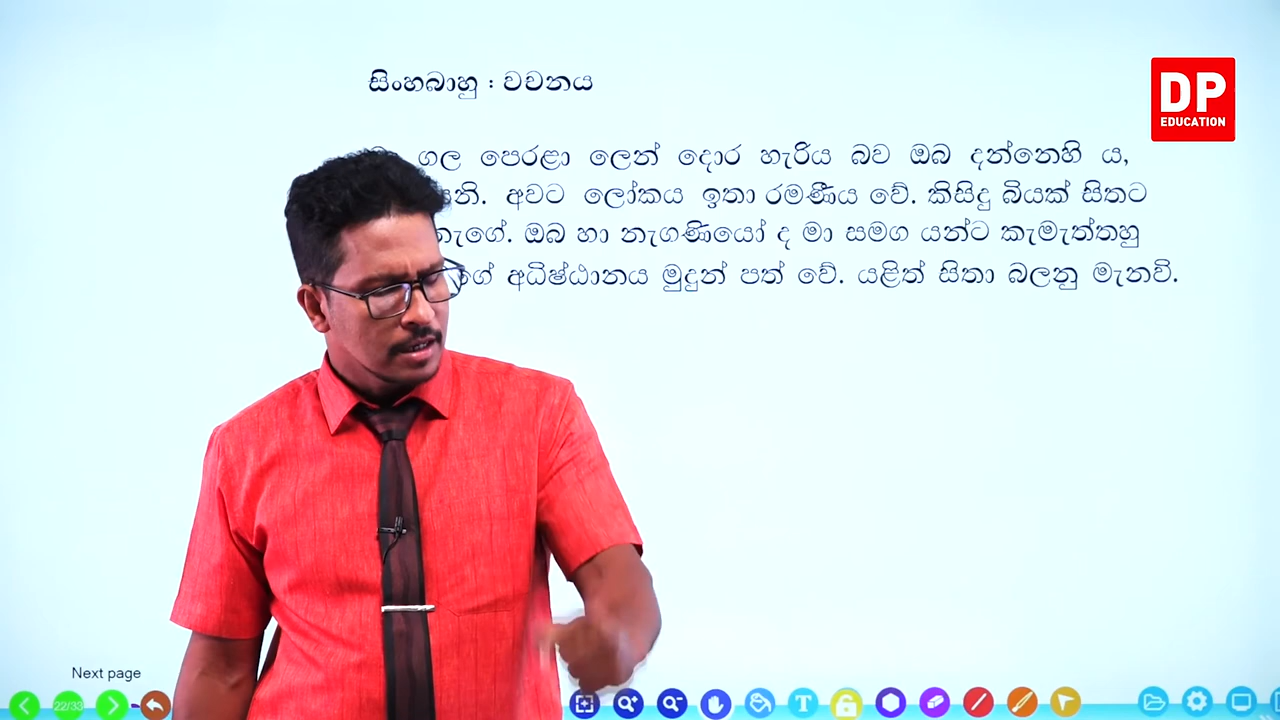 සිංහබාහු : වචනය
DP
EDUCATION
ගල පෙරළා ලෙන් දොර හැරිය බව ඔබ දන්නෙහි ය,
අවට ලෝකය ඉතා රමණීය වේ. කිසිදු බියක් සිතට
ඔබ හා නැගණියෝ ද මා සමග යන්ට කැමැත්තහු
අධිෂ්ඨානය මුදුන් පත් වේ. යළිත් සිතා බලනු මැනවි.
Next page
22/33
T